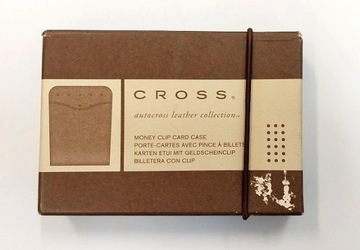 CROSS®
autocross leather collection™
MONEY CLIP CARD CASE
PORTE-CARTES AVEC PINCE À BILLETS
KARTEN ETUI MIT GELDSCHEINCLIP
BILLETERA CON CLIP